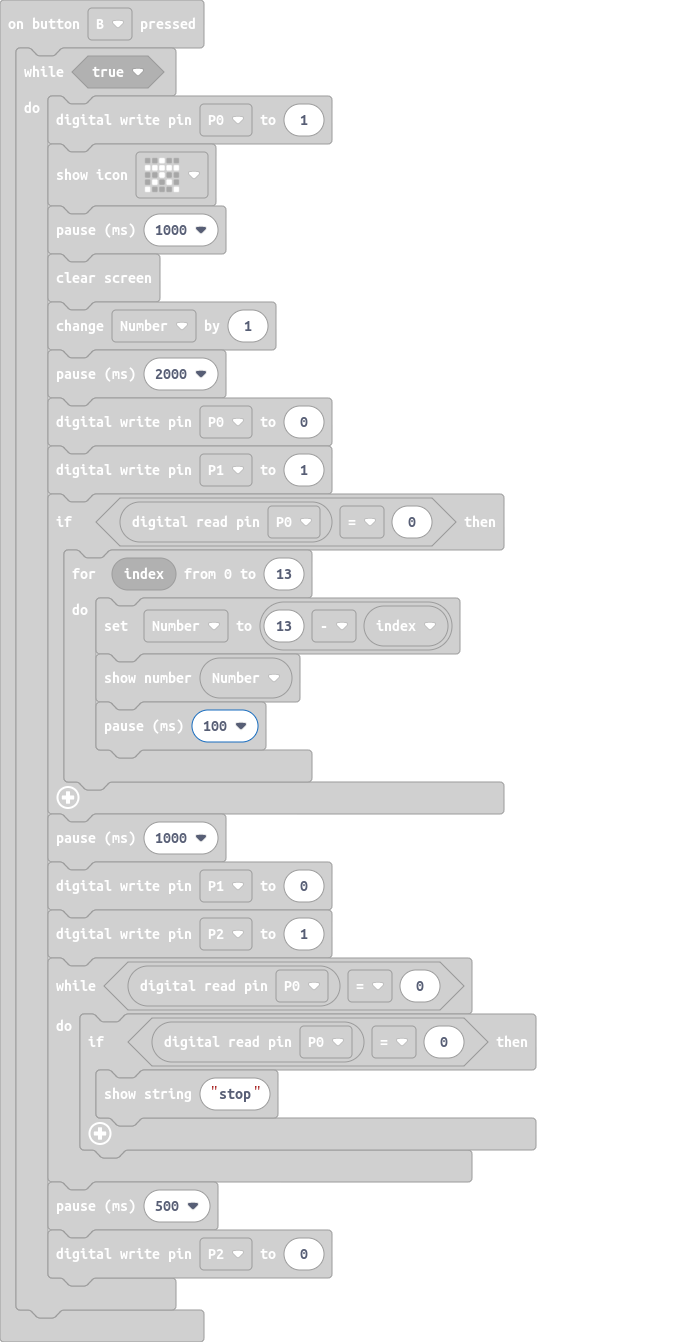 on button B pressed
while true
do
digital write pin P0 to 1
show icon
pause (ms) 1000
clear screen
change Number by 1
pause (ms) 2000
digital write pin P0 to 0
digital write pin P1 to 1
if digital read pin P0 = 0 then
for index from 0 to 13
do
set Number to 13 - index
show number Number
pause (ms) 100
pause (ms) 1000
digital write pin P1 to 0
digital write pin P2 to 1
while digital read pin P0 = 0
do
if digital read pin P0 = 0 then
show string "stop"
pause (ms) 500
digital write pin P2 to 0